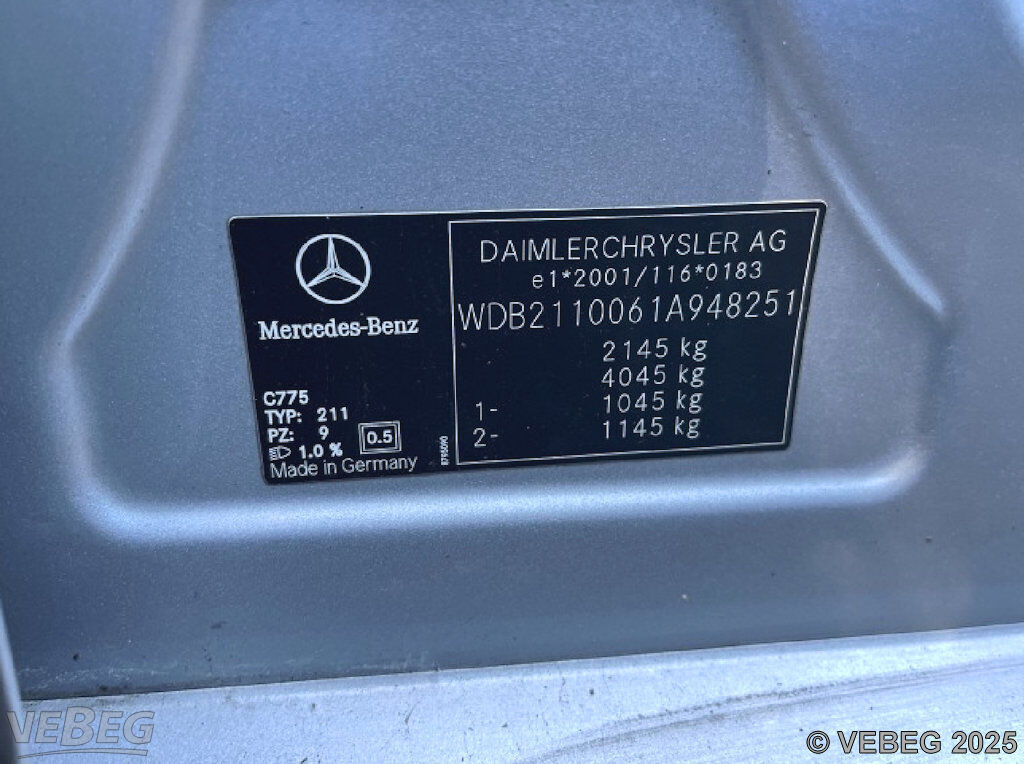 Mercedes-Benz
C775
TYP: 211
PZ: 9
1.0 %
0.5
Made in Germany
8795090
DAIMLERCHRYSLER AG
e1*2001/116*0183
WDB2110061A948251
2145 kg
4045 kg
1- 1045 kg
2- 1145 kg
VEBEG
© VEBEG 2025